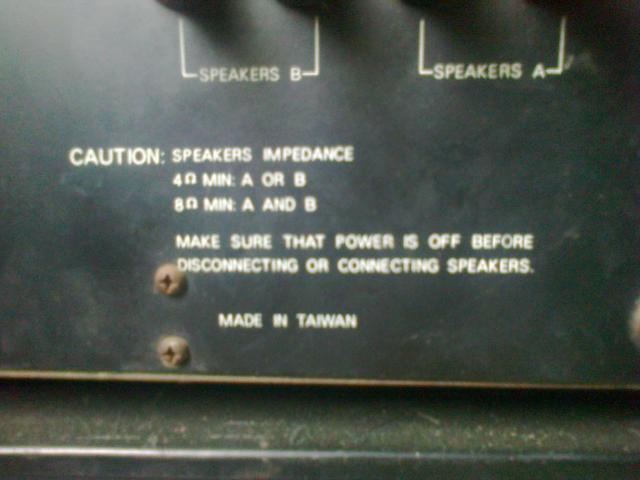 SPEAKERS B
SPEAKERS A
CAUTION: SPEAKERS IMPEDANCE
4Ω MIN: A OR B
8Ω MIN: A AND B
MAKE SURE THAT POWER IS OFF BEFORE
DISCONNECTING OR CONNECTING SPEAKERS.
MADE IN TAIWAN